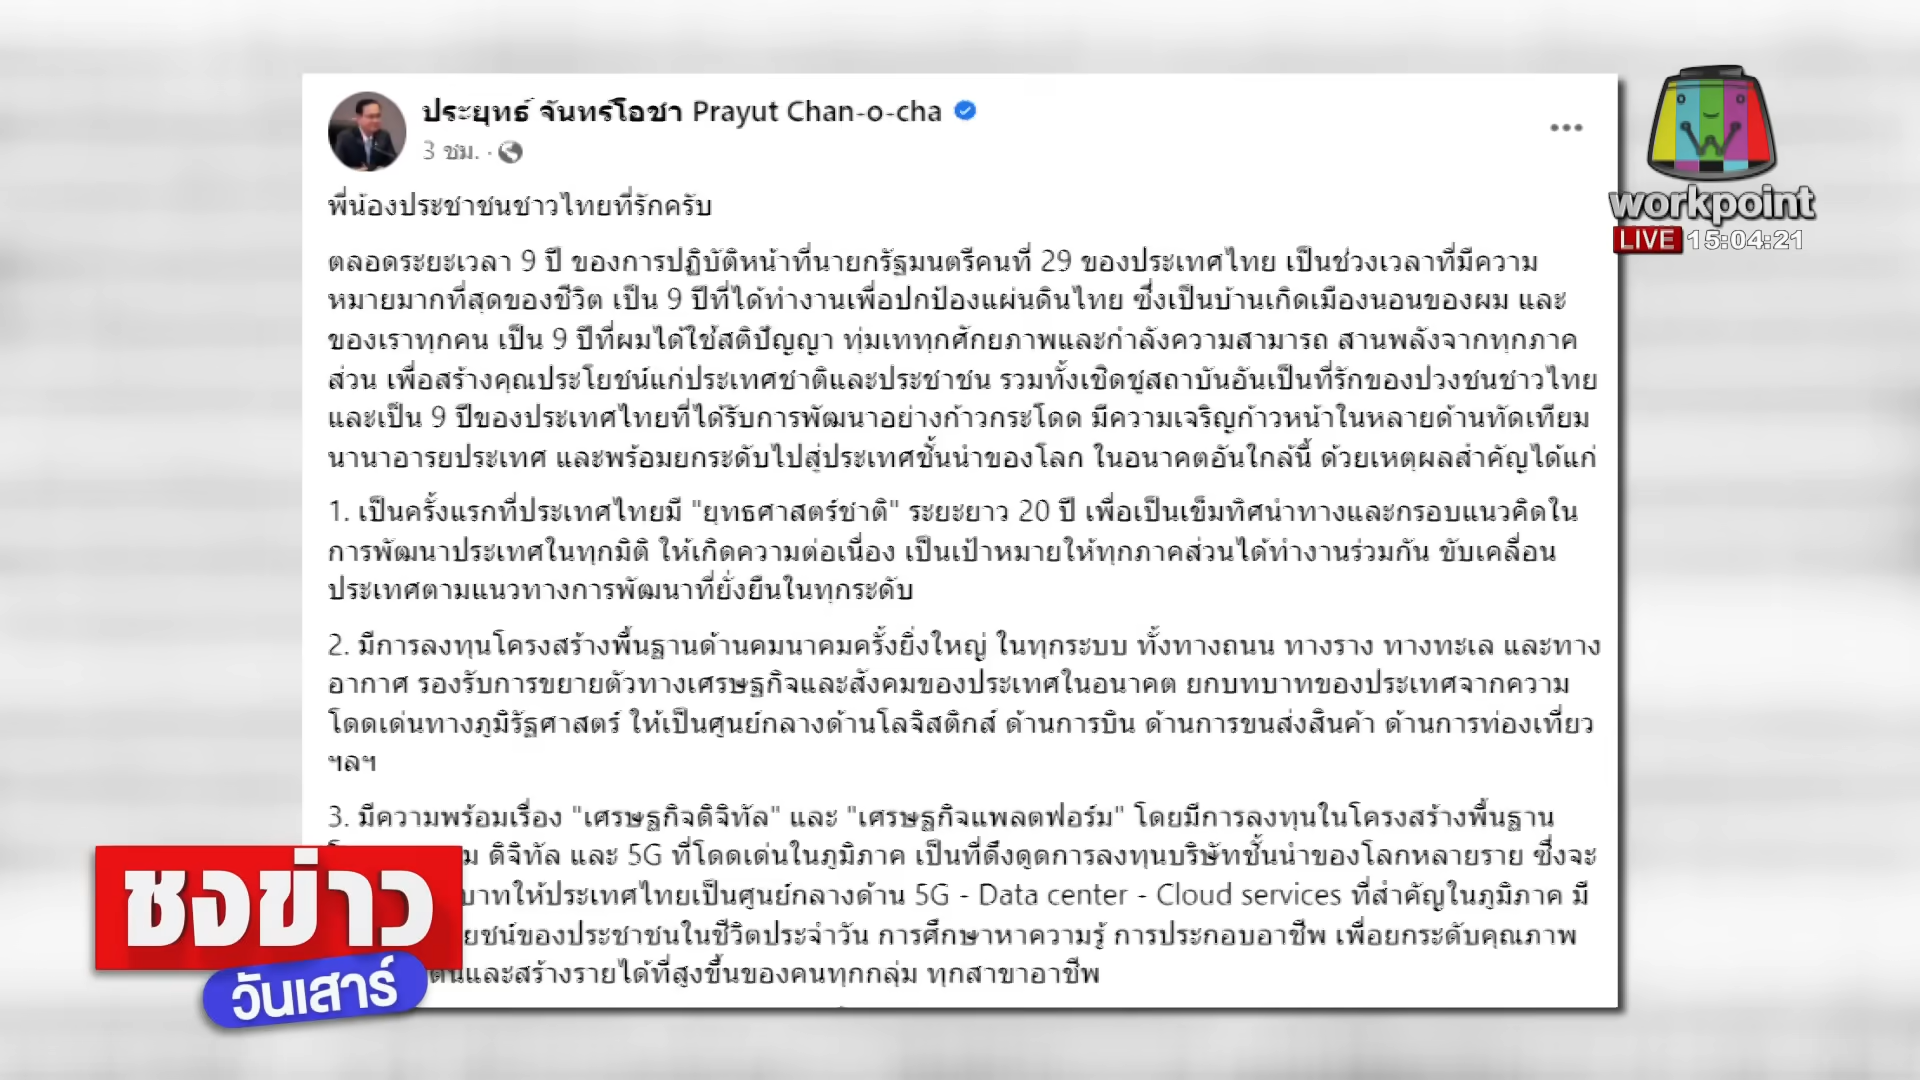 ประยุทธ์ จันทร์โอชา Prayut Chan-o-cha
3 ชม. ·
พี่น้องประชาชนชาวไทยที่รักครับ
ตลอดระยะเวลา 9 ปี ของการปฏิบัติหน้าที่นายกรัฐมนตรีคนที่ 29 ของประเทศไทย เป็นช่วงเวลาที่มีความ
หมายมากที่สุดของชีวิต เป็น 9 ปีที่ได้ทำงานเพื่อปกป้องแผ่นดินไทย ซึ่งเป็นบ้านเกิดเมืองนอนของผม และ
ของเราทุกคน เป็น 9 ปีที่ผมได้ใช้สติปัญญา ทุ่มเททุกศักยภาพและกำลังความสามารถ สานพลังจากทุกภาค
ส่วน เพื่อสร้างคุณประโยชน์แก่ประเทศชาติและประชาชน รวมทั้งเชิดชูสถาบันอันเป็นที่รักของปวงชนชาวไทย
และเป็น 9 ปีของประเทศไทยที่ได้รับการพัฒนาอย่างก้าวกระโดด มีความเจริญก้าวหน้าในหลายด้านทัดเทียม
นานาอารยประเทศ และพร้อมยกระดับไปสู่ประเทศชั้นนำของโลก ในอนาคตอันใกล้นี้ ด้วยเหตุผลสำคัญได้แก่
1. เป็นครั้งแรกที่ประเทศไทยมี "ยุทธศาสตร์ชาติ" ระยะยาว 20 ปี เพื่อเป็นเข็มทิศนำทางและกรอบแนวคิดใน
การพัฒนาประเทศในทุกมิติ ให้เกิดความต่อเนื่อง เป็นเป้าหมายให้ทุกภาคส่วนได้ทำงานร่วมกัน ขับเคลื่อน
ประเทศตามแนวทางการพัฒนาที่ยั่งยืนในทุกระดับ
2. มีการลงทุนโครงสร้างพื้นฐานด้านคมนาคมครั้งยิ่งใหญ่ ในทุกระบบ ทั้งทางถนน ทางราง ทางทะเล และทาง
อากาศ รองรับการขยายตัวทางเศรษฐกิจและสังคมของประเทศในอนาคต ยกบทบาทของประเทศจากความ
โดดเด่นทางภูมิรัฐศาสตร์ ให้เป็นศูนย์กลางด้านโลจิสติกส์ ด้านการบิน ด้านการขนส่งสินค้า ด้านการท่องเที่ยว
ฯลฯ
3. มีความพร้อมเรื่อง "เศรษฐกิจดิจิทัล" และ "เศรษฐกิจแพลตฟอร์ม" โดยมีการลงทุนในโครงสร้างพื้นฐาน
ม ดิจิทัล และ 5G ที่โดดเด่นในภูมิภาค เป็นที่ดึงดูดการลงทุนบริษัทชั้นนำของโลกหลายราย ซึ่งจะ
บาทให้ประเทศไทยเป็นศูนย์กลางด้าน 5G - Data center - Cloud services ที่สำคัญในภูมิภาค มี
ยชน์ของประชาชนในชีวิตประจำวัน การศึกษาหาความรู้ การประกอบอาชีพ เพื่อยกระดับคุณภาพ
ตนและสร้างรายได้ที่สูงขึ้นของคนทุกกลุ่ม ทุกสาขาอาชีพ
workpoint
LIVE 15:04:21
ชงข่าว
วันเสาร์